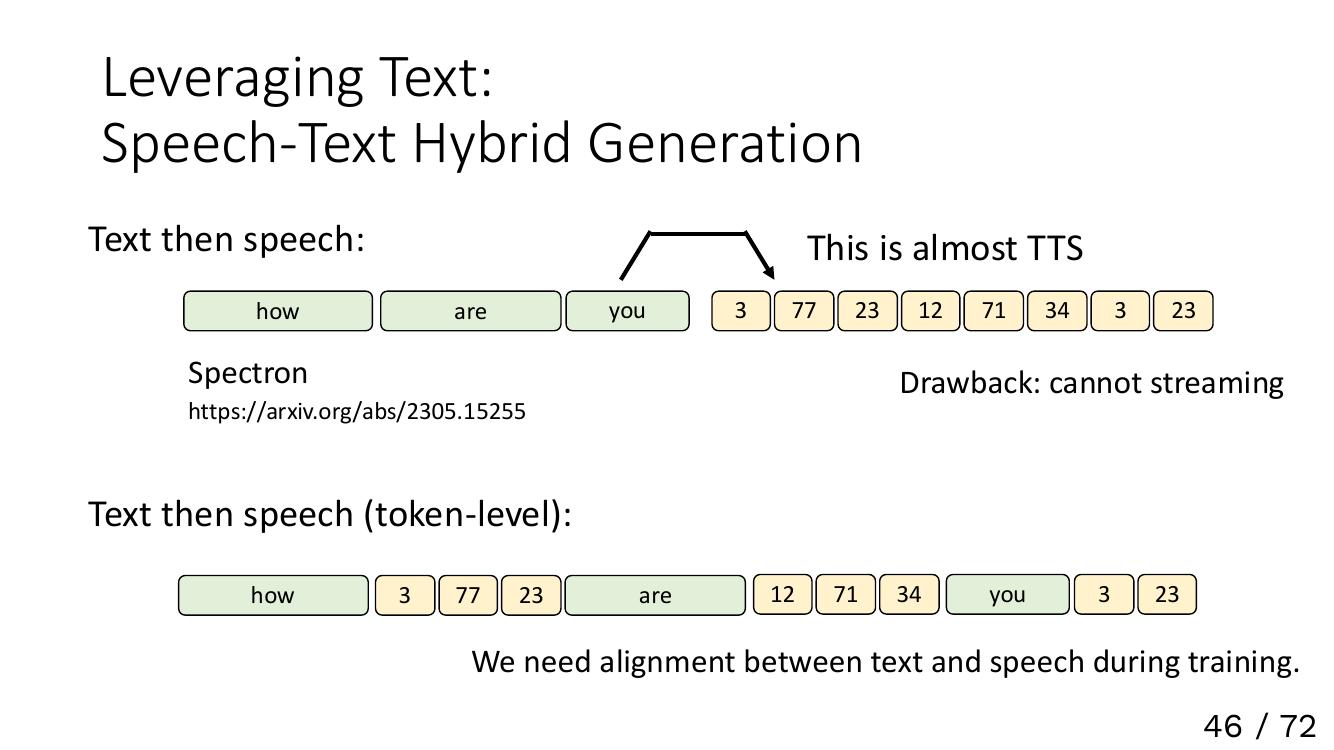 Leveraging Text:
Speech-Text Hybrid Generation
Text then speech:
This is almost TTS
how are you 3 77 23 12 71 34 3 23
Spectron
https://arxiv.org/abs/2305.15255
Drawback: cannot streaming
Text then speech (token-level):
how 3 77 23 are 12 71 34 you 3 23
We need alignment between text and speech during training.
46 / 72